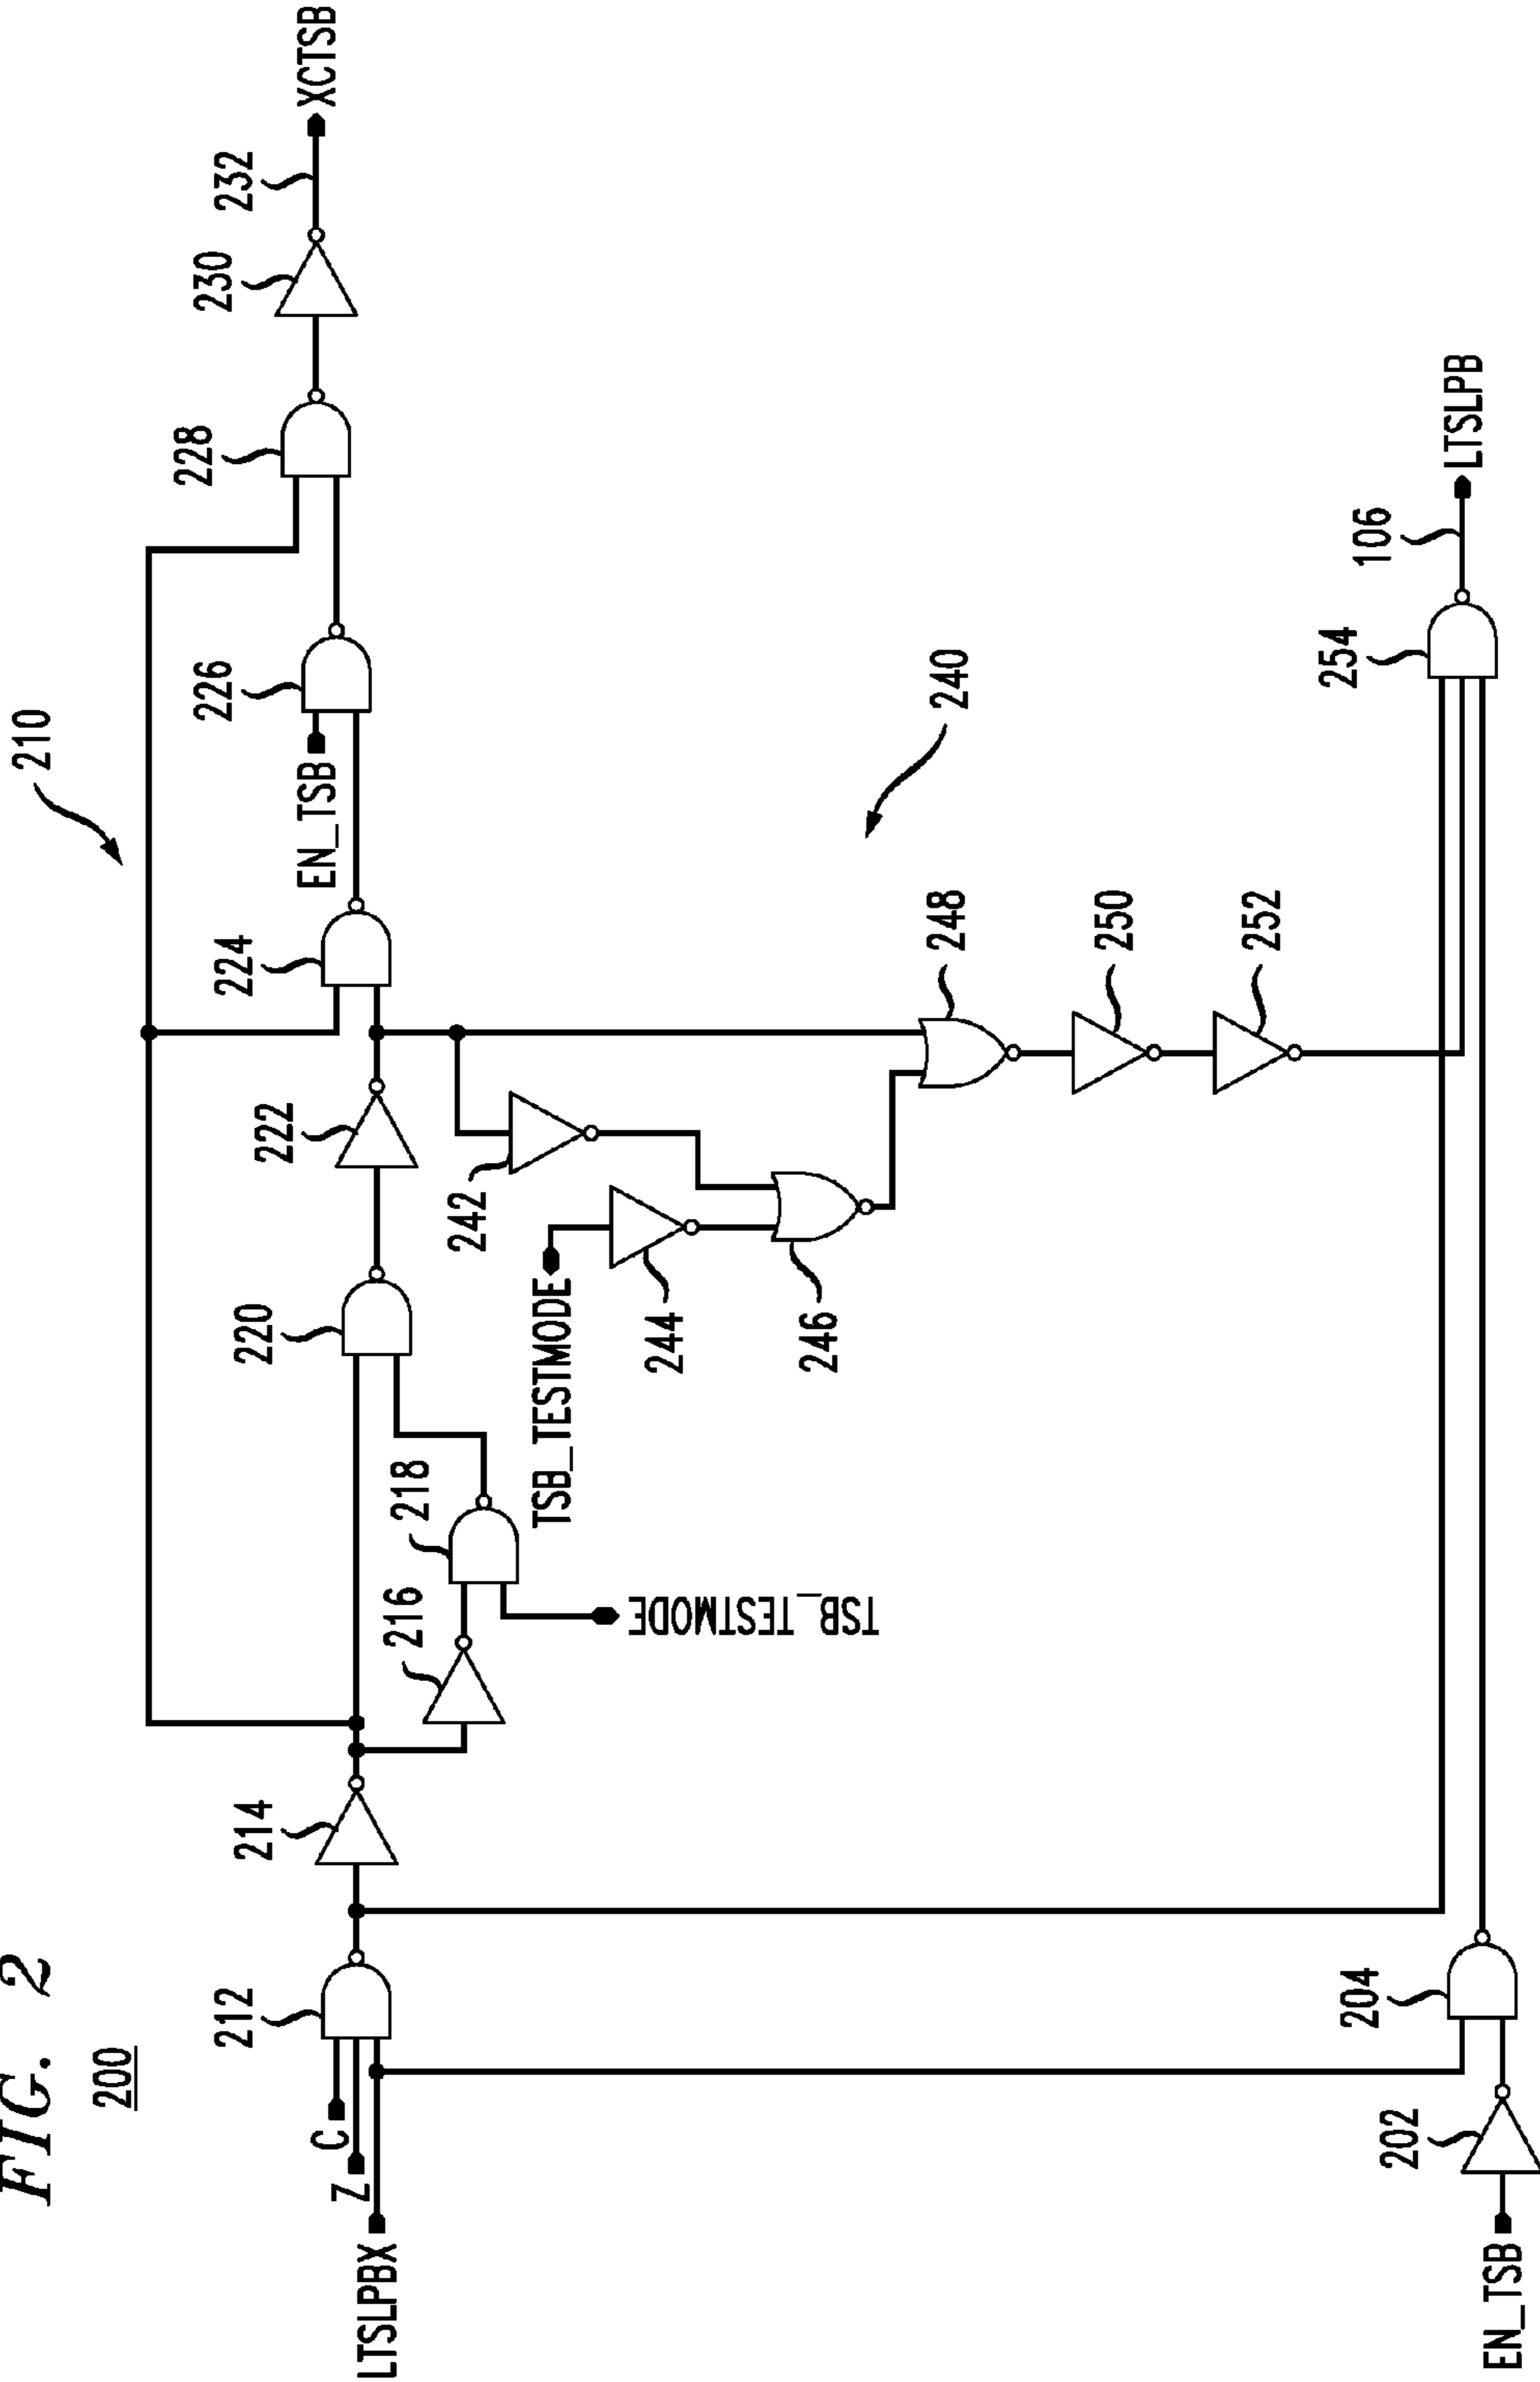 FIG. 2
200
210
212
214
216
218
220
222
224
226
228
230
232
XCTSB
C
Z
LTSLPBX
EN_TSB
TSB_TESTMODE
TSB_TESTMODE
240
242
244
246
248
250
252
254
106
LTSLPB
EN_TSB
202
204